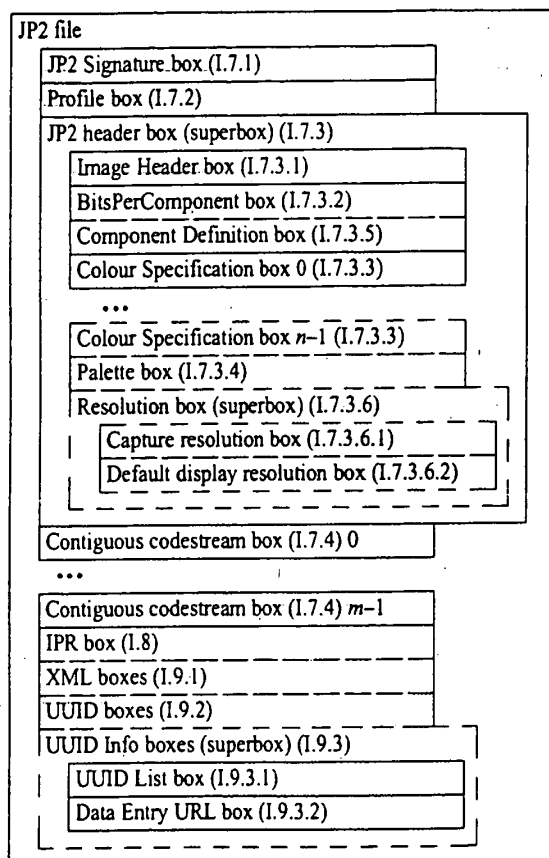 JP2 file
JP2 Signature box (I.7.1)
Profile box (I.7.2)
JP2 header box (superbox) (I.7.3)
Image Header box (I.7.3.1)
BitsPerComponent box (I.7.3.2)
Component Definition box (I.7.3.5)
Colour Specification box 0 (I.7.3.3)
•••
Colour Specification box n–1 (I.7.3.3)
Palette box (I.7.3.4)
Resolution box (superbox) (I.7.3.6)
Capture resolution box (I.7.3.6.1)
Default display resolution box (I.7.3.6.2)
Contiguous codestream box (I.7.4) 0
•••
Contiguous codestream box (I.7.4) m–1
IPR box (I.8)
XML boxes (I.9.1)
UUID boxes (I.9.2)
UUID Info boxes (superbox) (I.9.3)
UUID List box (I.9.3.1)
Data Entry URL box (I.9.3.2)